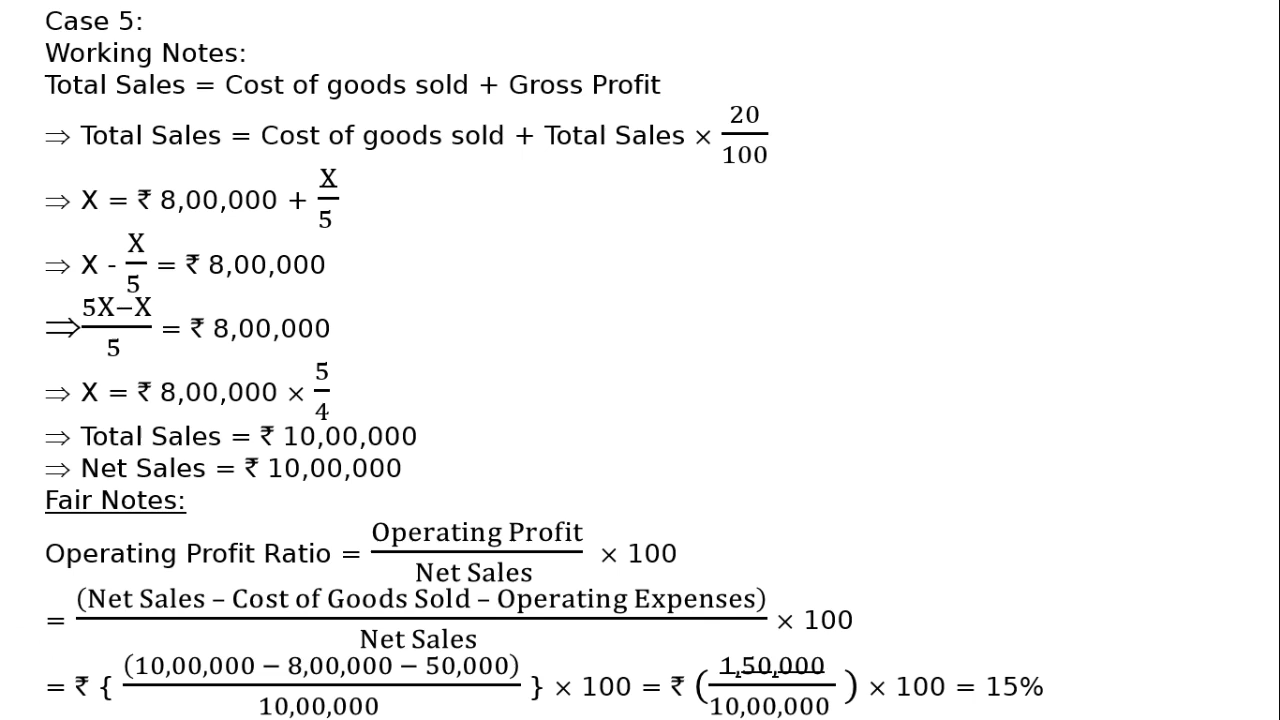 Case 5:
Working Notes:
Total Sales = Cost of goods sold + Gross Profit
⇒ Total Sales = Cost of goods sold + Total Sales × 20/100
⇒ X = ₹ 8,00,000 + X/5
⇒ X - X/5 = ₹ 8,00,000
⇒ 5X−X/5 = ₹ 8,00,000
⇒ X = ₹ 8,00,000 × 5/4
⇒ Total Sales = ₹ 10,00,000
⇒ Net Sales = ₹ 10,00,000
Fair Notes:
Operating Profit Ratio = Operating Profit/Net Sales × 100
= (Net Sales – Cost of Goods Sold – Operating Expenses)/Net Sales × 100
= ₹ { (10,00,000 − 8,00,000 − 50,000)/10,00,000 } × 100 = ₹ (1,50,000/10,00,000) × 100 = 15%